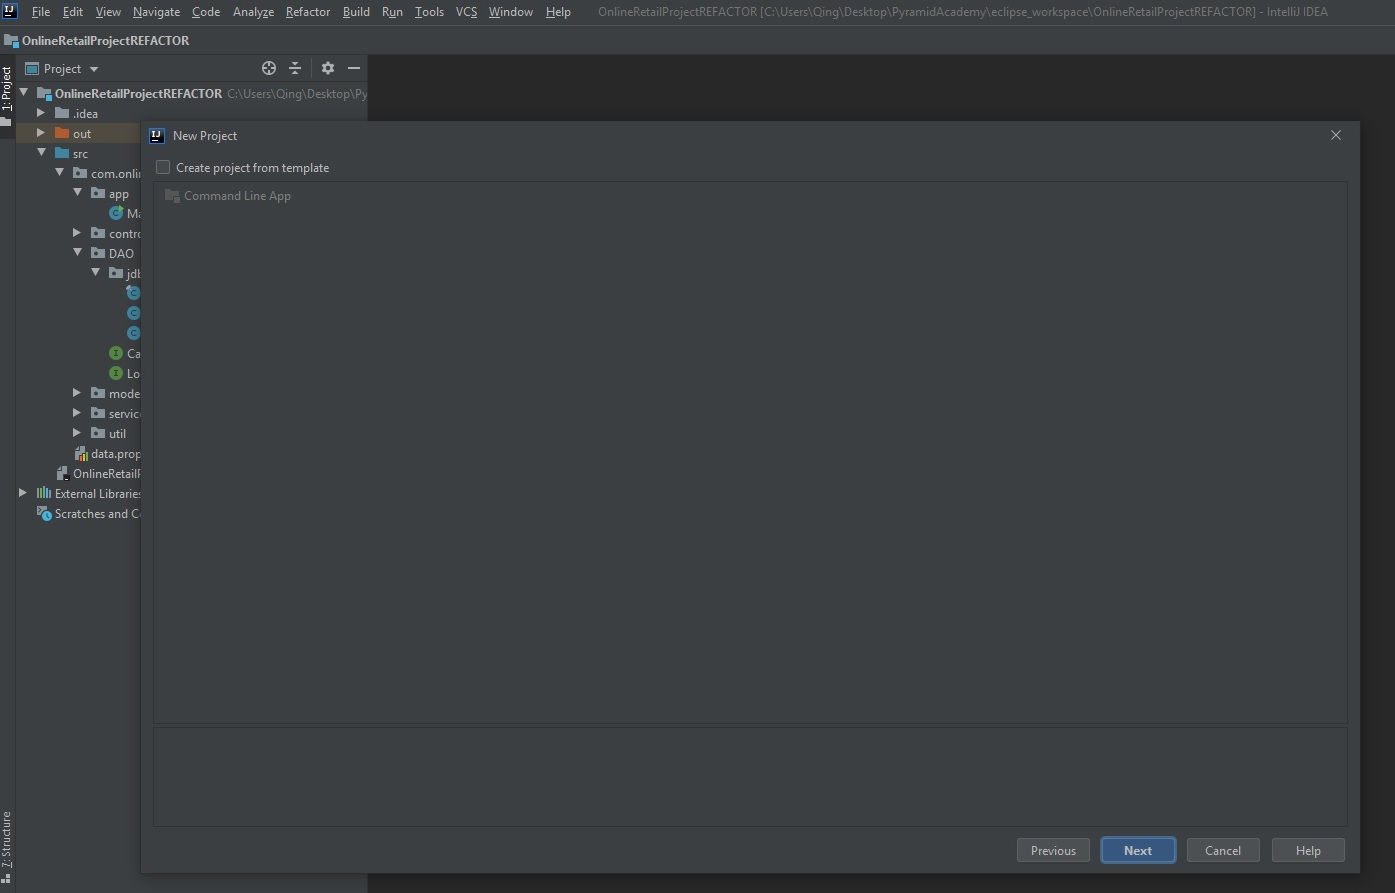 File Edit View Navigate Code Analyze Refactor Build Run Tools VCS Window Help OnlineRetailProjectREFACTOR [C:\Users\Qing\Desktop\PyramidAcademy\eclipse_workspace\OnlineRetailProjectREFACTOR] - IntelliJ IDEA
OnlineRetailProjectREFACTOR
1: Project
Project
OnlineRetailProjectREFACTOR C:\Users\Qing\Desktop\Py
.idea
out
src
com.onli
app
Ma
contro
DAO
jdb
Ca
Lo
mode
servic
util
data.prop
OnlineRetailP
External Libraries
Scratches and Co
7: Structure
New Project
Create project from template
Command Line App
Previous Next Cancel Help